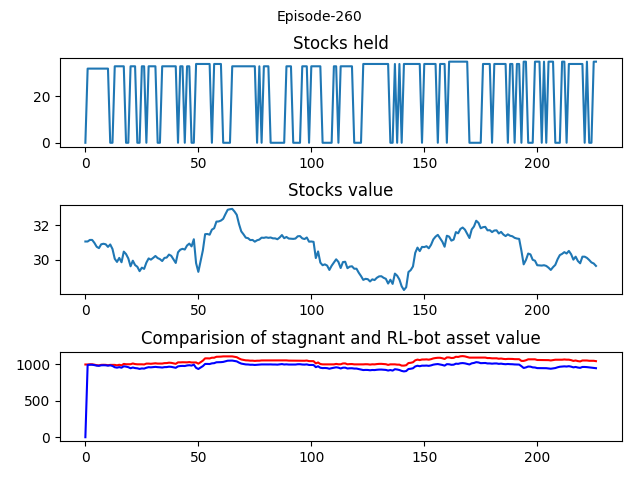 Episode-260
Stocks held
20
0
0 50 100 150 200
Stocks value
32
30
0 50 100 150 200
Comparision of stagnant and RL-bot asset value
1000
500
0
0 50 100 150 200